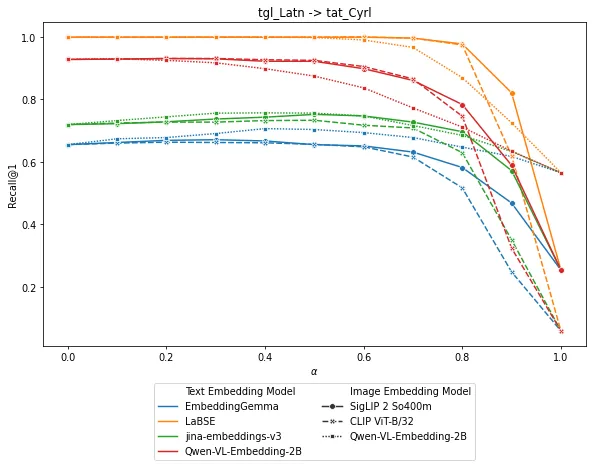 tgl_Latn -> tat_Cyrl
Recall@1
1.0
0.8
0.6
0.4
0.2
0.0 0.2 0.4 0.6 0.8 1.0
α
Text Embedding Model
EmbeddingGemma
LaBSE
jina-embeddings-v3
Qwen-VL-Embedding-2B
Image Embedding Model
SigLIP 2 So400m
CLIP ViT-B/32
Qwen-VL-Embedding-2B